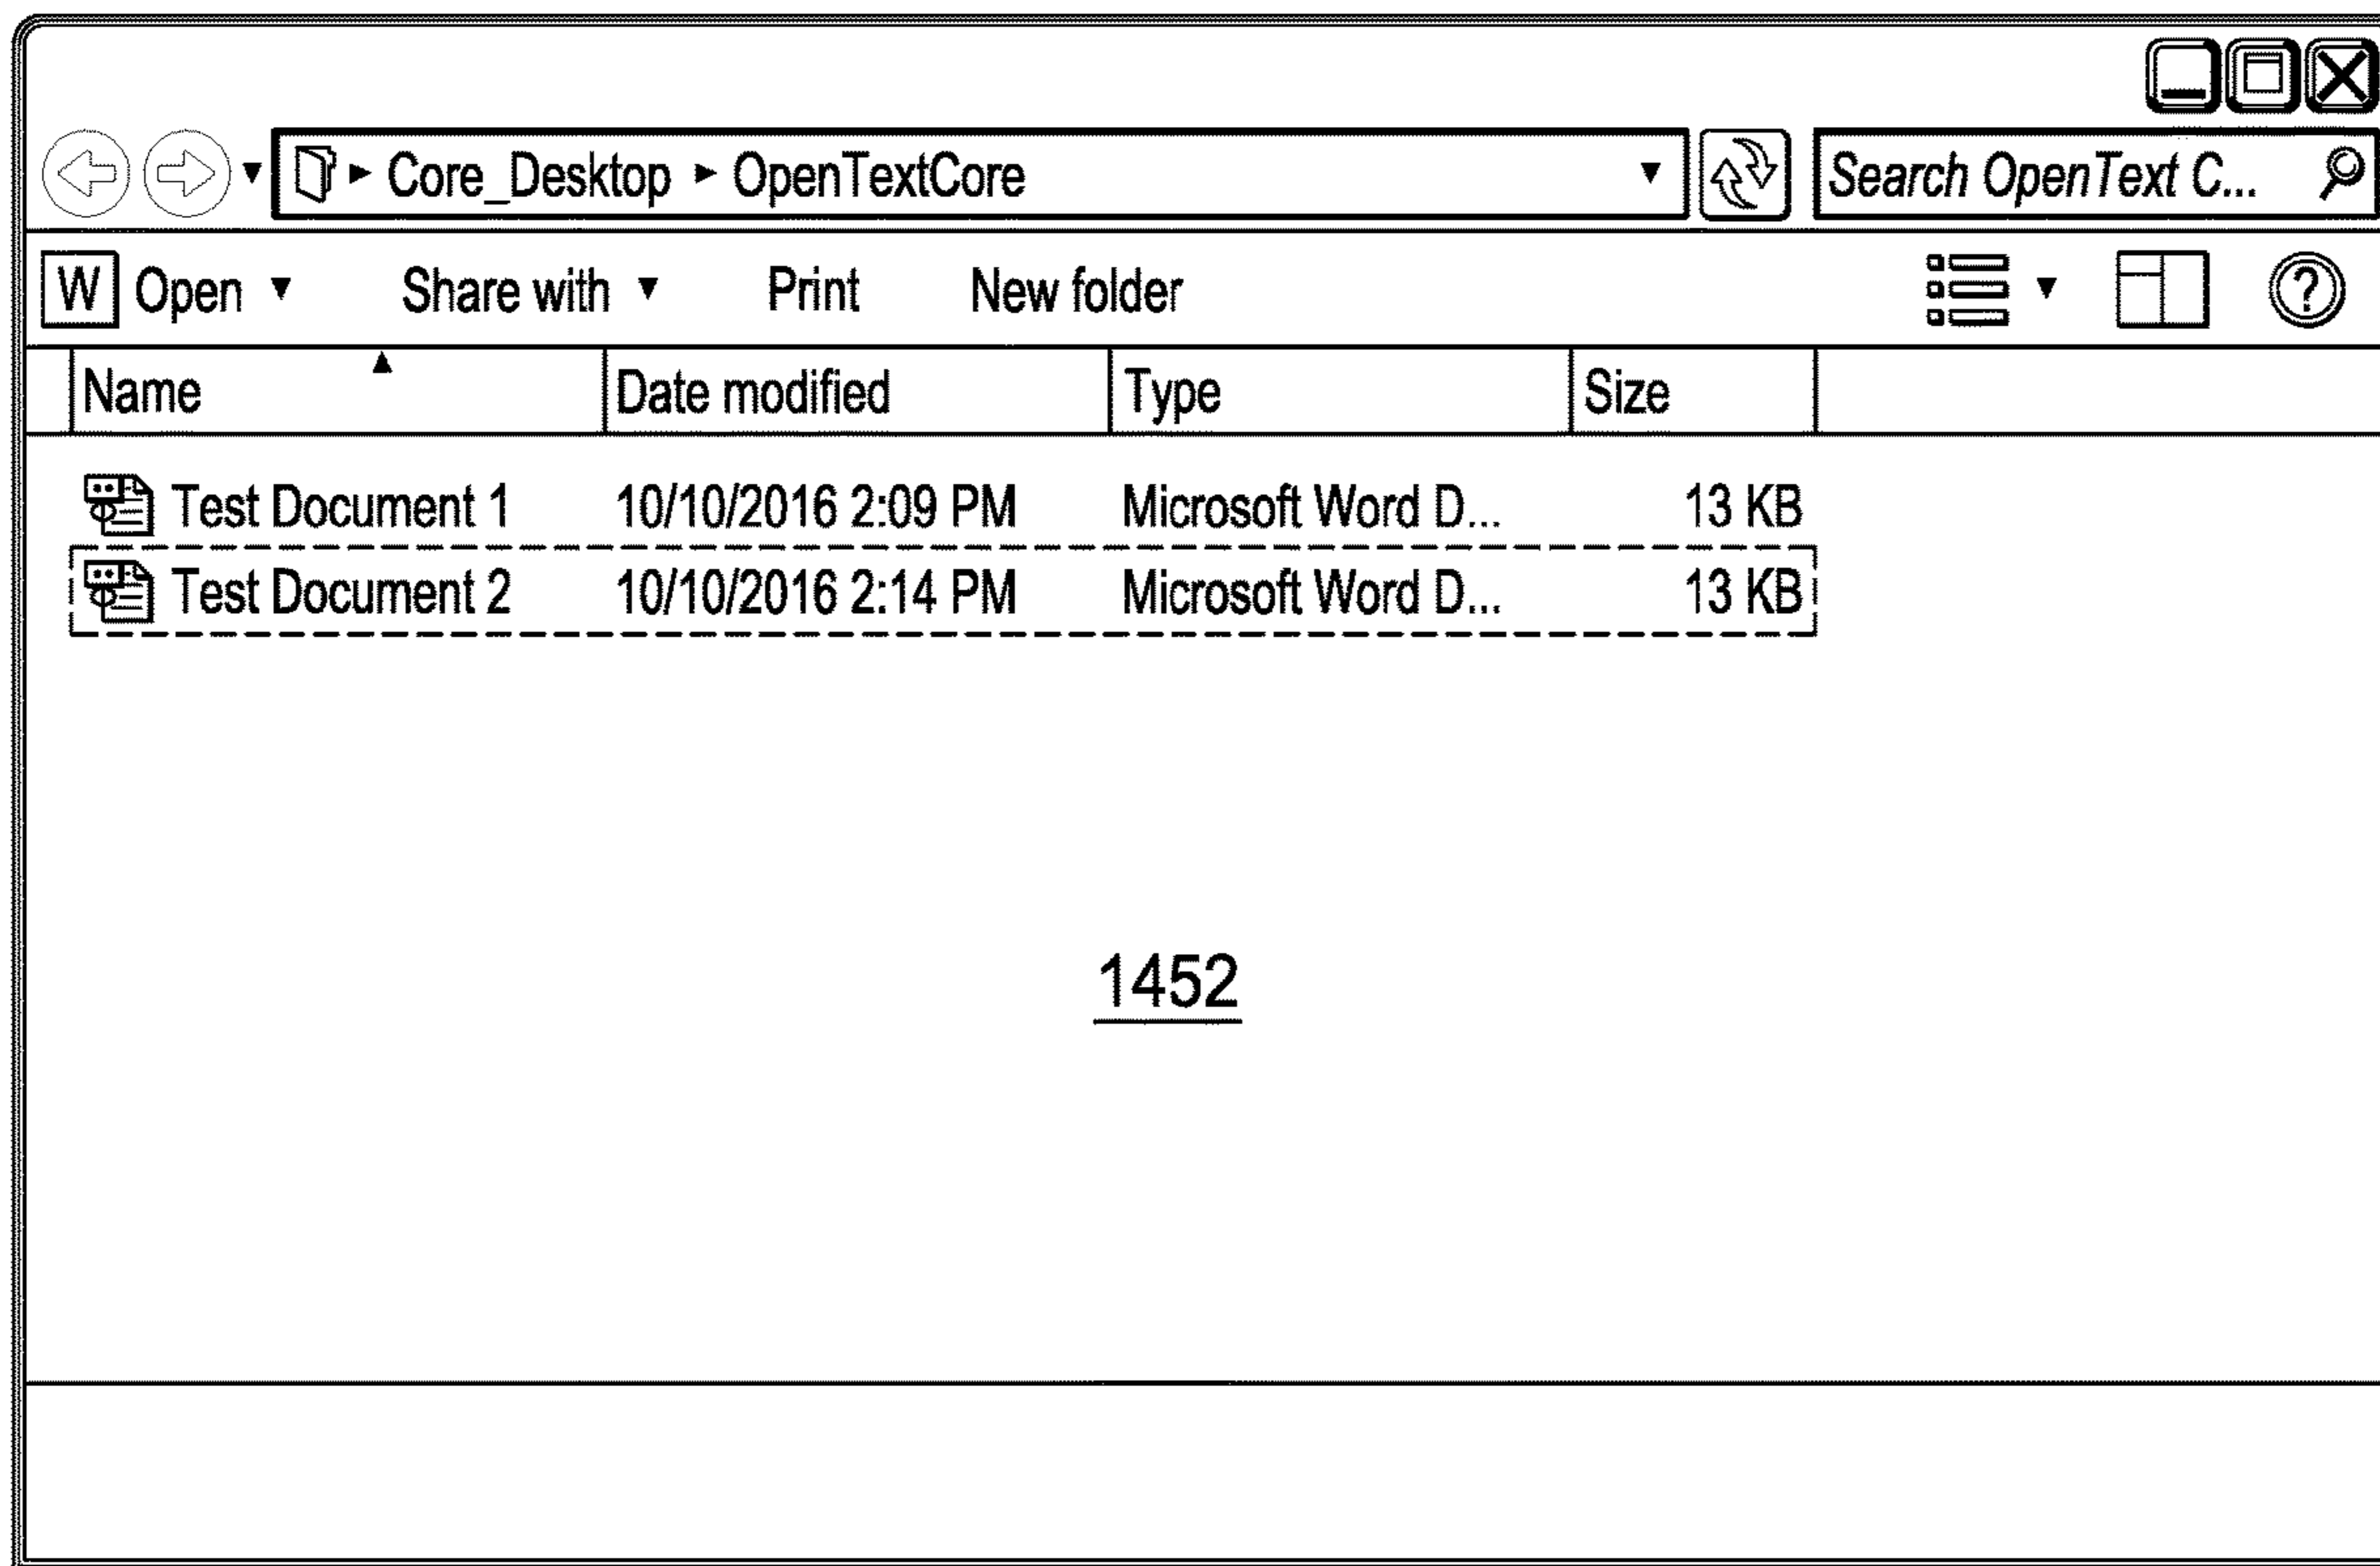 Core_Desktop ► OpenTextCore Search OpenText C...
W Open Share with Print New folder ?
Name Date modified Type Size
Test Document 1 10/10/2016 2:09 PM Microsoft Word D... 13 KB
Test Document 2 10/10/2016 2:14 PM Microsoft Word D... 13 KB
1452